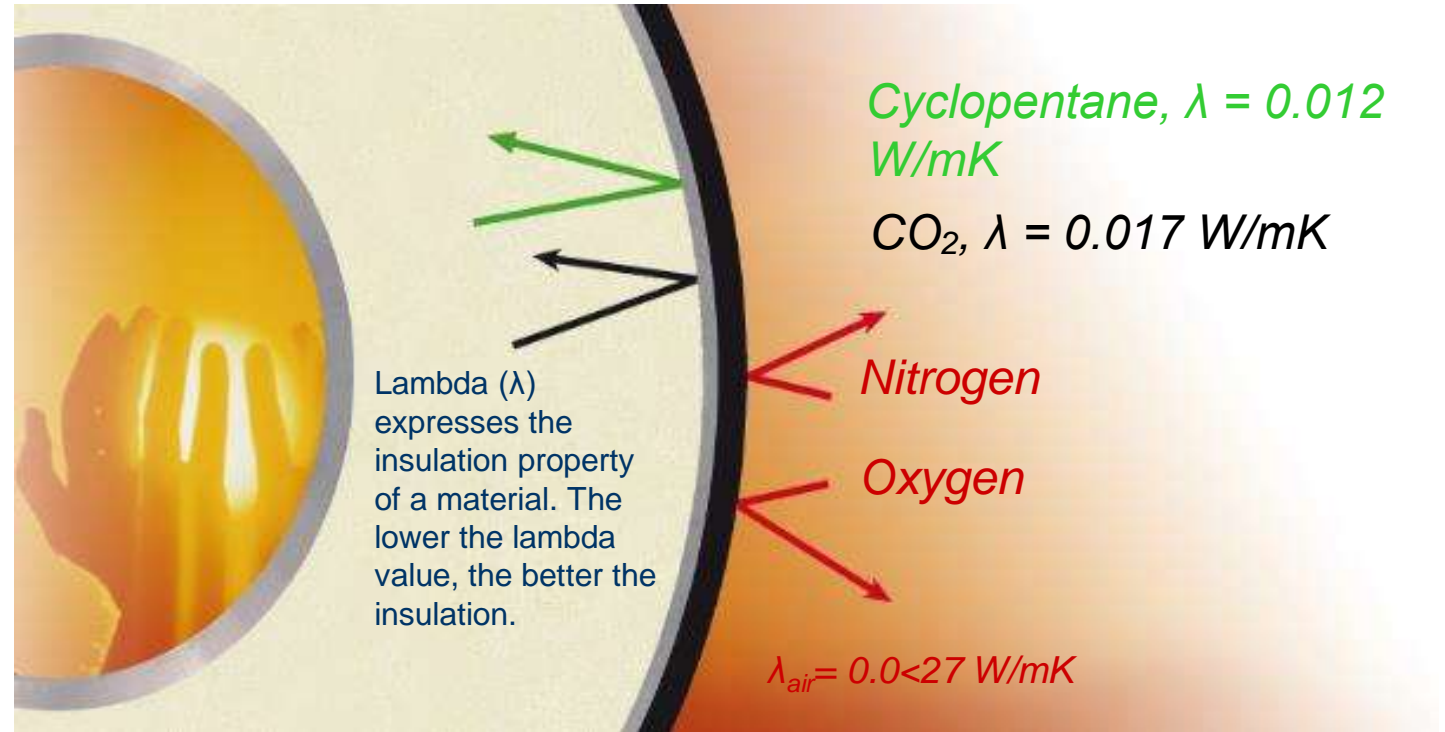 Cyclopentane, λ = 0.012
W/mK
CO₂, λ = 0.017 W/mK
Nitrogen
Oxygen
Lambda (λ)
expresses the
insulation property
of a material. The
lower the lambda
value, the better the
insulation.
λair= 0.0<27 W/mK